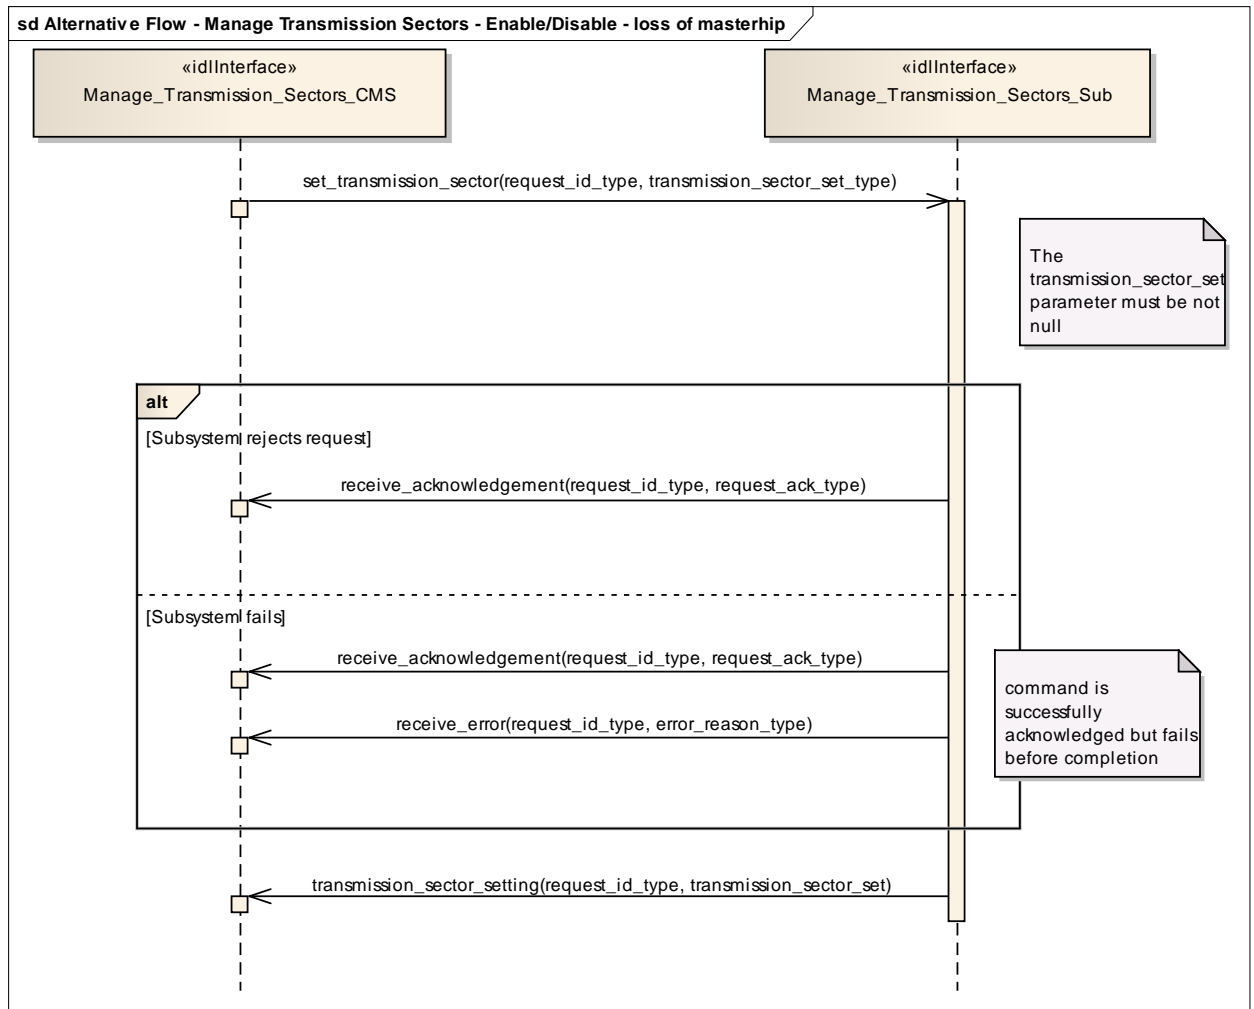 sd Alternative Flow - Manage Transmission Sectors - Enable/Disable - loss of masterhip
«idlInterface»
Manage_Transmission_Sectors_CMS
«idlInterface»
Manage_Transmission_Sectors_Sub
set_transmission_sector(request_id_type, transmission_sector_set_type)
The
transmission_sector_set
parameter must be not
null
alt
[Subsystem rejects request]
receive_acknowledgement(request_id_type, request_ack_type)
[Subsystem fails]
receive_acknowledgement(request_id_type, request_ack_type)
receive_error(request_id_type, error_reason_type)
command is
successfully
acknowledged but fails
before completion
transmission_sector_setting(request_id_type, transmission_sector_set)